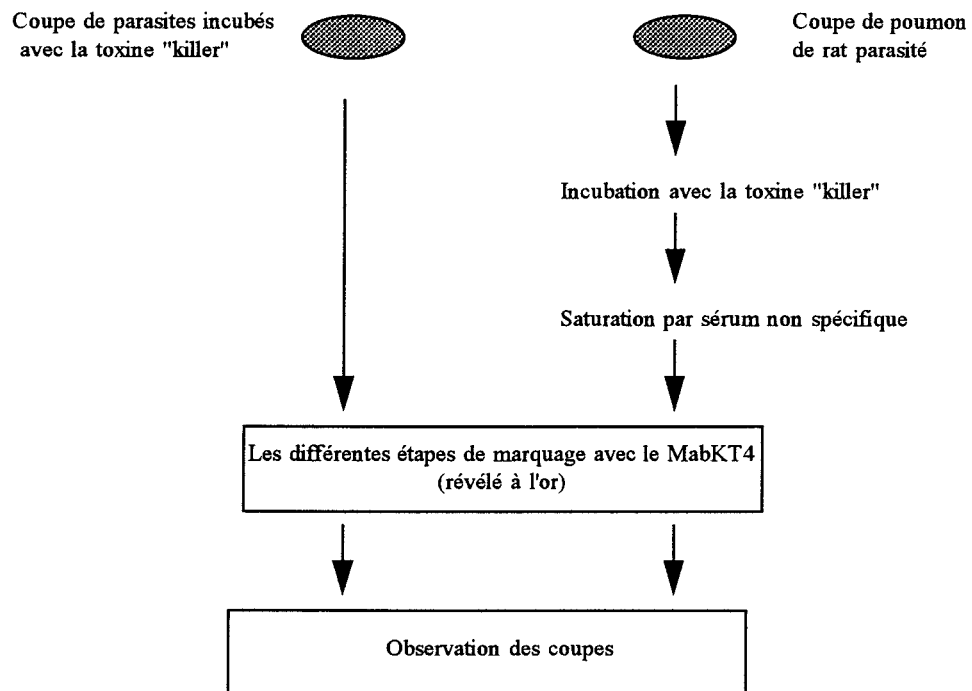 Coupe de parasites incubés
avec la toxine "killer"
Coupe de poumon
de rat parasité
Incubation avec la toxine "killer"
Saturation par sérum non spécifique
Les différentes étapes de marquage avec le MabKT4
(révélé à l'or)
Observation des coupes